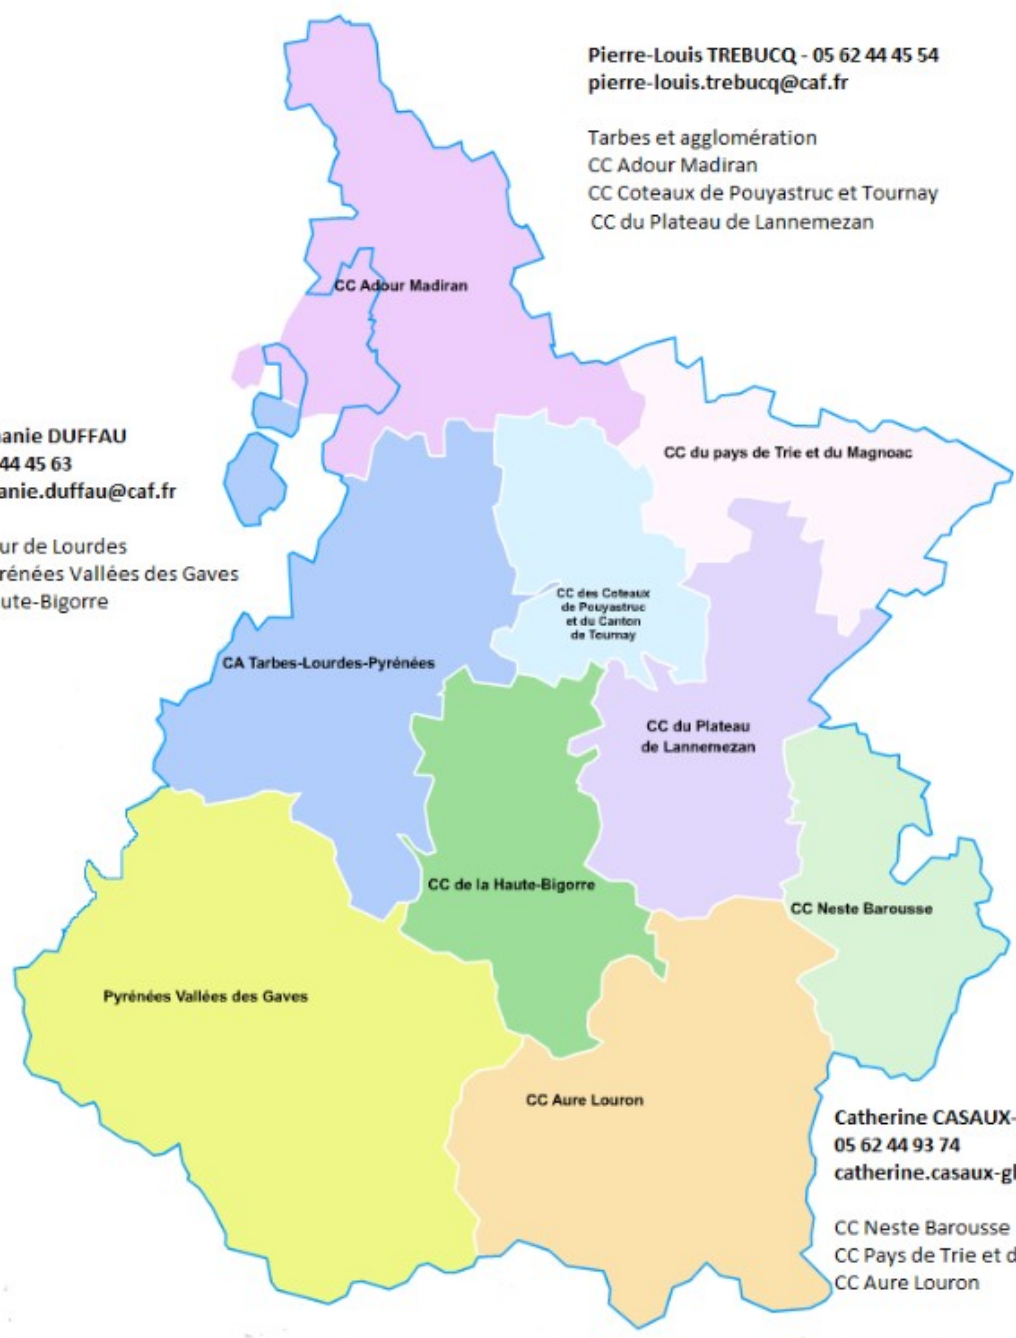 Pierre-Louis TREBUCQ - 05 62 44 45 54
pierre-louis.trebucq@caf.fr
Tarbes et agglomération
CC Adour Madiran
CC Coteaux de Pouyastruc et Tournay
CC du Plateau de Lannemezan
CC Adour Madiran
anie DUFFAU
44 45 63
anie.duffau@caf.fr
ur de Lourdes
rénées Vallées des Gaves
ute-Bigorre
CC du pays de Trie et du Magnoac
CC des Coteaux
de Pouyastruc
et du Canton
de Tournay
CA Tarbes-Lourdes-Pyrénées
CC du Plateau
de Lannemezan
CC de la Haute-Bigorre
CC Neste Barousse
Pyrénées Vallées des Gaves
CC Aure Louron
Catherine CASAUX-
05 62 44 93 74
catherine.casaux-gl
CC Neste Barousse
CC Pays de Trie et d
CC Aure Louron